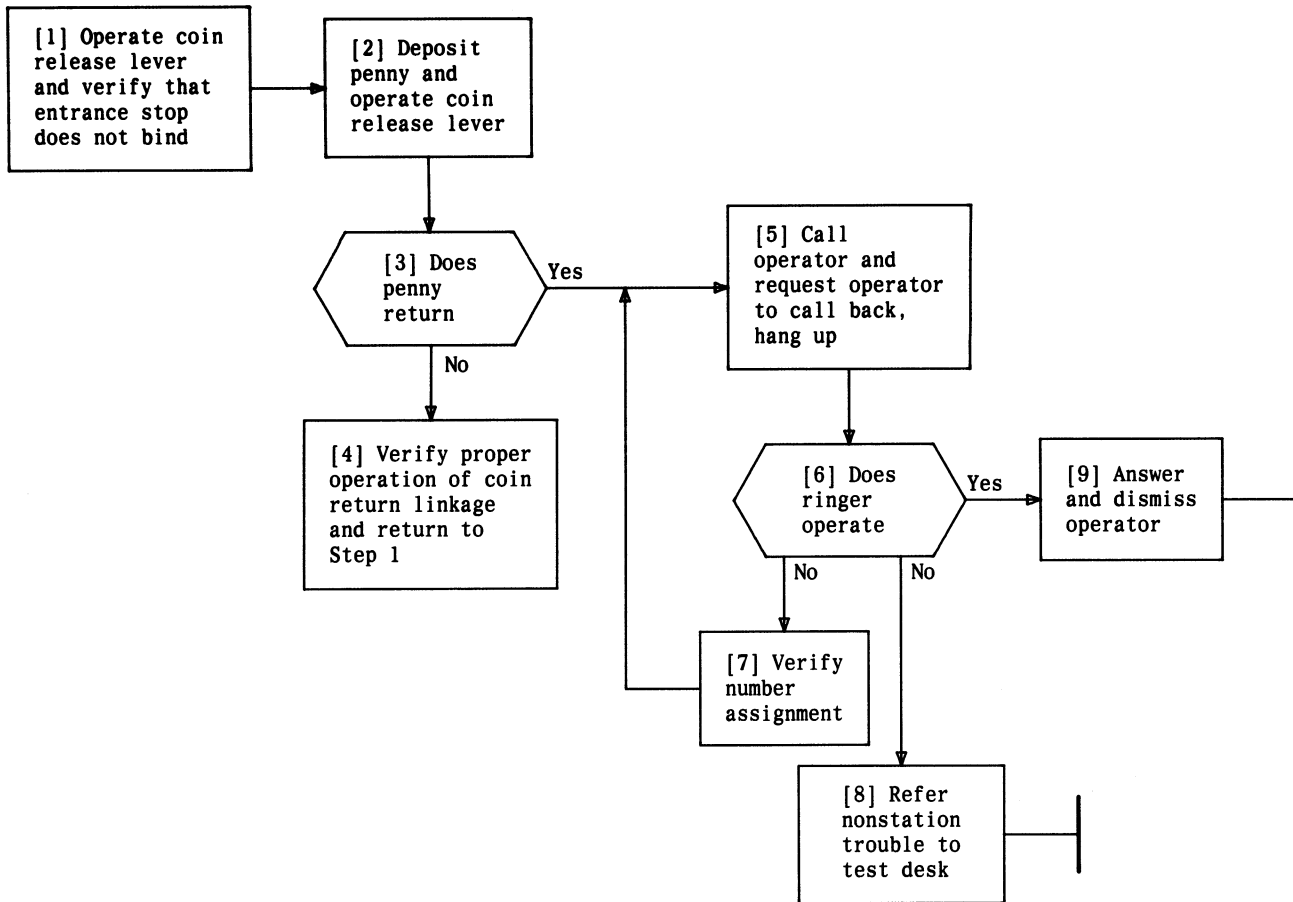 [1] Operate coin
release lever
and verify that
entrance stop
does not bind
[2] Deposit
penny and
operate coin
release lever
[3] Does
penny
return
Yes
No
[4] Verify proper
operation of coin
return linkage
and return to
Step 1
[5] Call
operator and
request operator
to call back,
hang up
[6] Does
ringer
operate
Yes
No
No
[7] Verify
number
assignment
[8] Refer
nonstation
trouble to
test desk
[9] Answer
and dismiss
operator